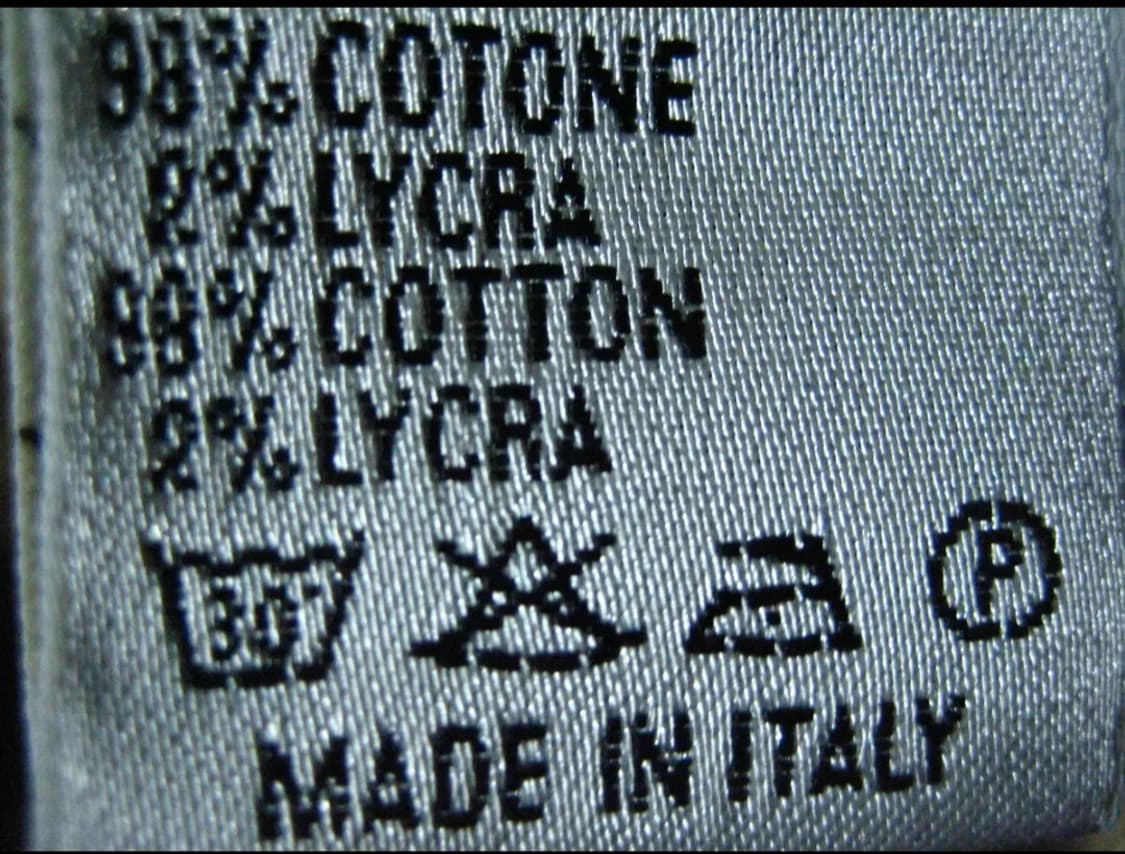 98% COTONE
2% LYCRA
98% COTTON
2% LYCRA
30° P
MADE IN ITALY